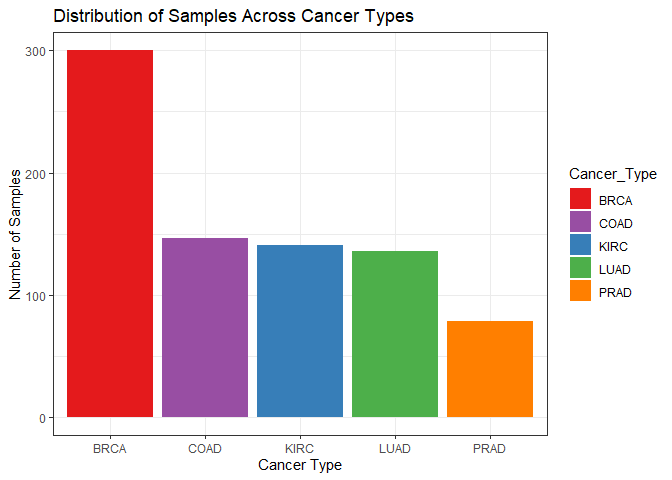 Distribution of Samples Across Cancer Types
Number of Samples
300
200
100
0
BRCA COAD KIRC LUAD PRAD
Cancer Type
Cancer_Type
BRCA
COAD
KIRC
LUAD
PRAD